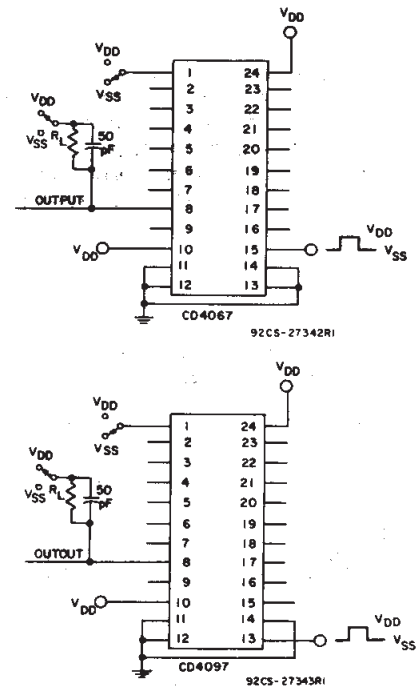 VDD
VDD
VSS
VDD
VSS
RL
50
pF
OUTPUT
VDD
1 24
2 23
3 22
4 21
5 20
6 19
7 18
8 17
9 16
10 15
11 14
12 13
VDD
VSS
CD4067
92CS-27342R1
VDD
VDD
VSS
VDD
VSS
RL
50
pF
OUTOUT
VDD
1 24
2 23
3 22
4 21
5 20
6 19
7 18
8 17
9 16
10 15
11 14
12 13
VDD
VSS
CD4097
92CS-27343R1